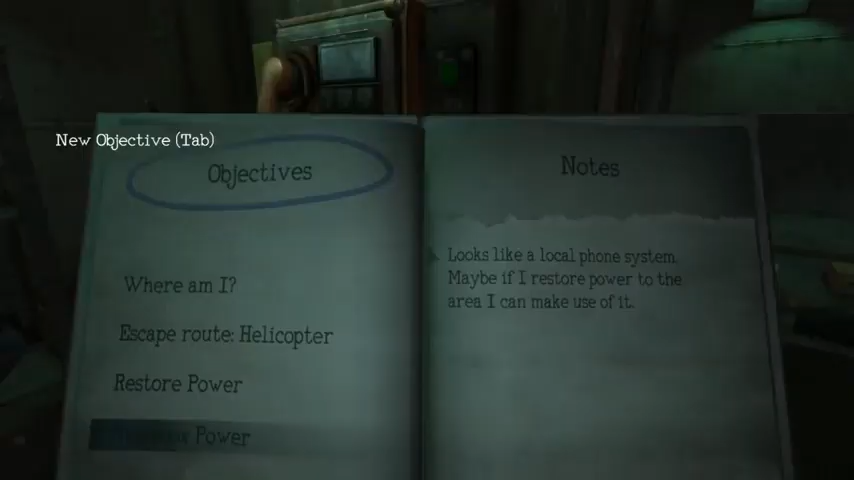 New Objective (Tab)
Objectives
Where am I?
Escape route: Helicopter
Restore Power
Power
Notes
Looks like a local phone system.
Maybe if I restore power to the
area I can make use of it.